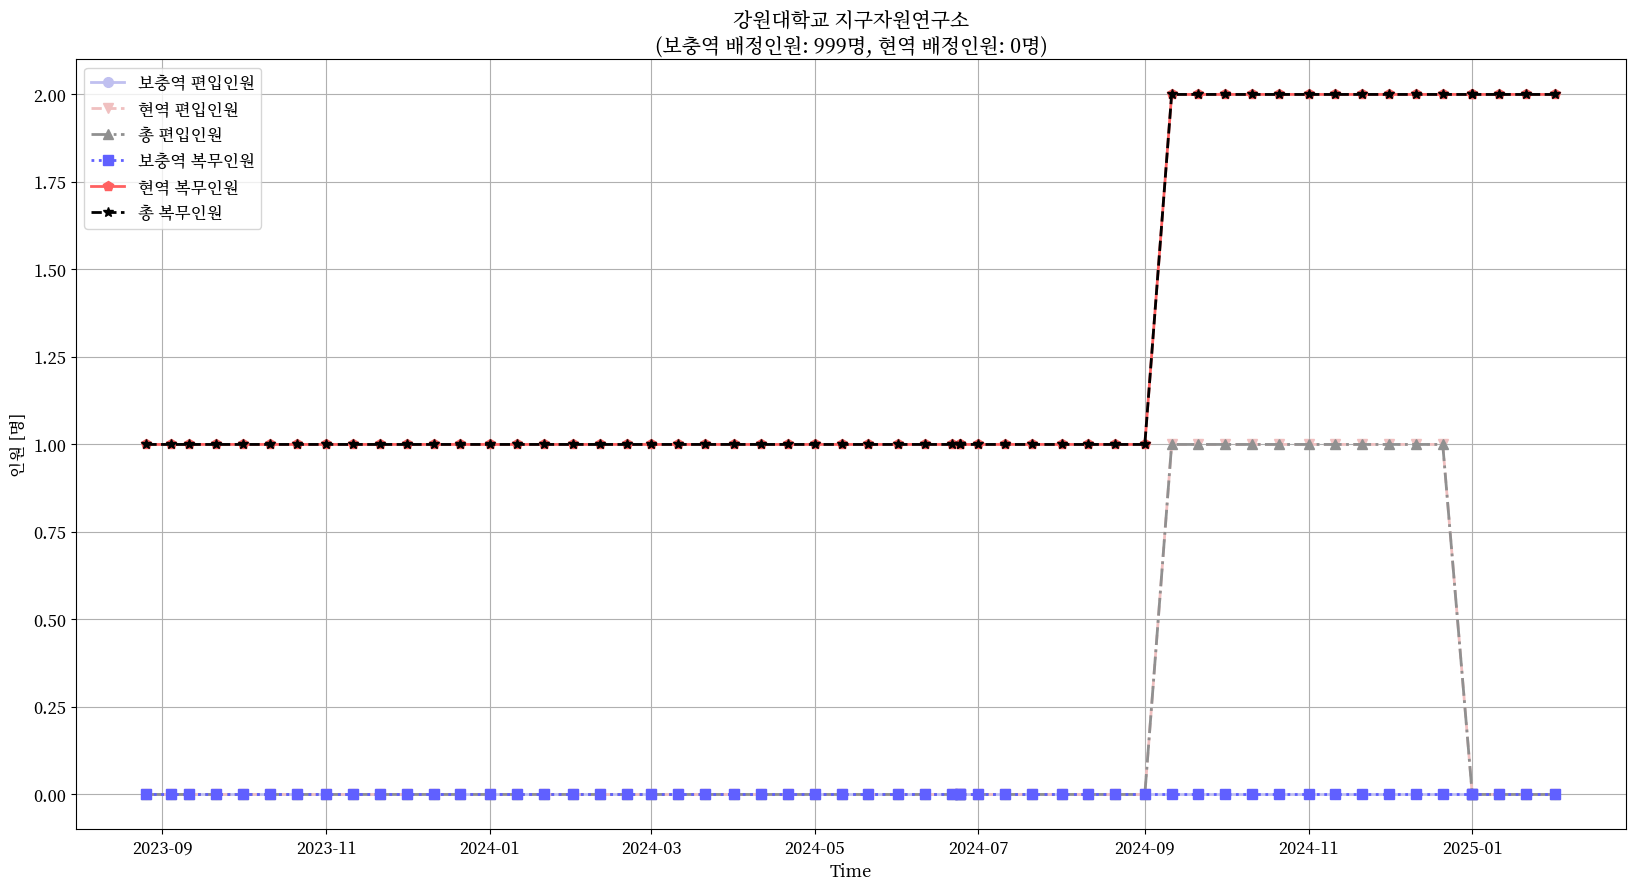 강원대학교 지구자원연구소
(보충역 배정인원: 999명, 현역 배정인원: 0명)
보충역 편입인원
현역 편입인원
총 편입인원
보충역 복무인원
현역 복무인원
총 복무인원
2.00
1.75
1.50
1.25
1.00
0.75
0.50
0.25
0.00
인원 [명]
2023-09
2023-11
2024-01
2024-03
2024-05
2024-07
2024-09
2024-11
2025-01
Time